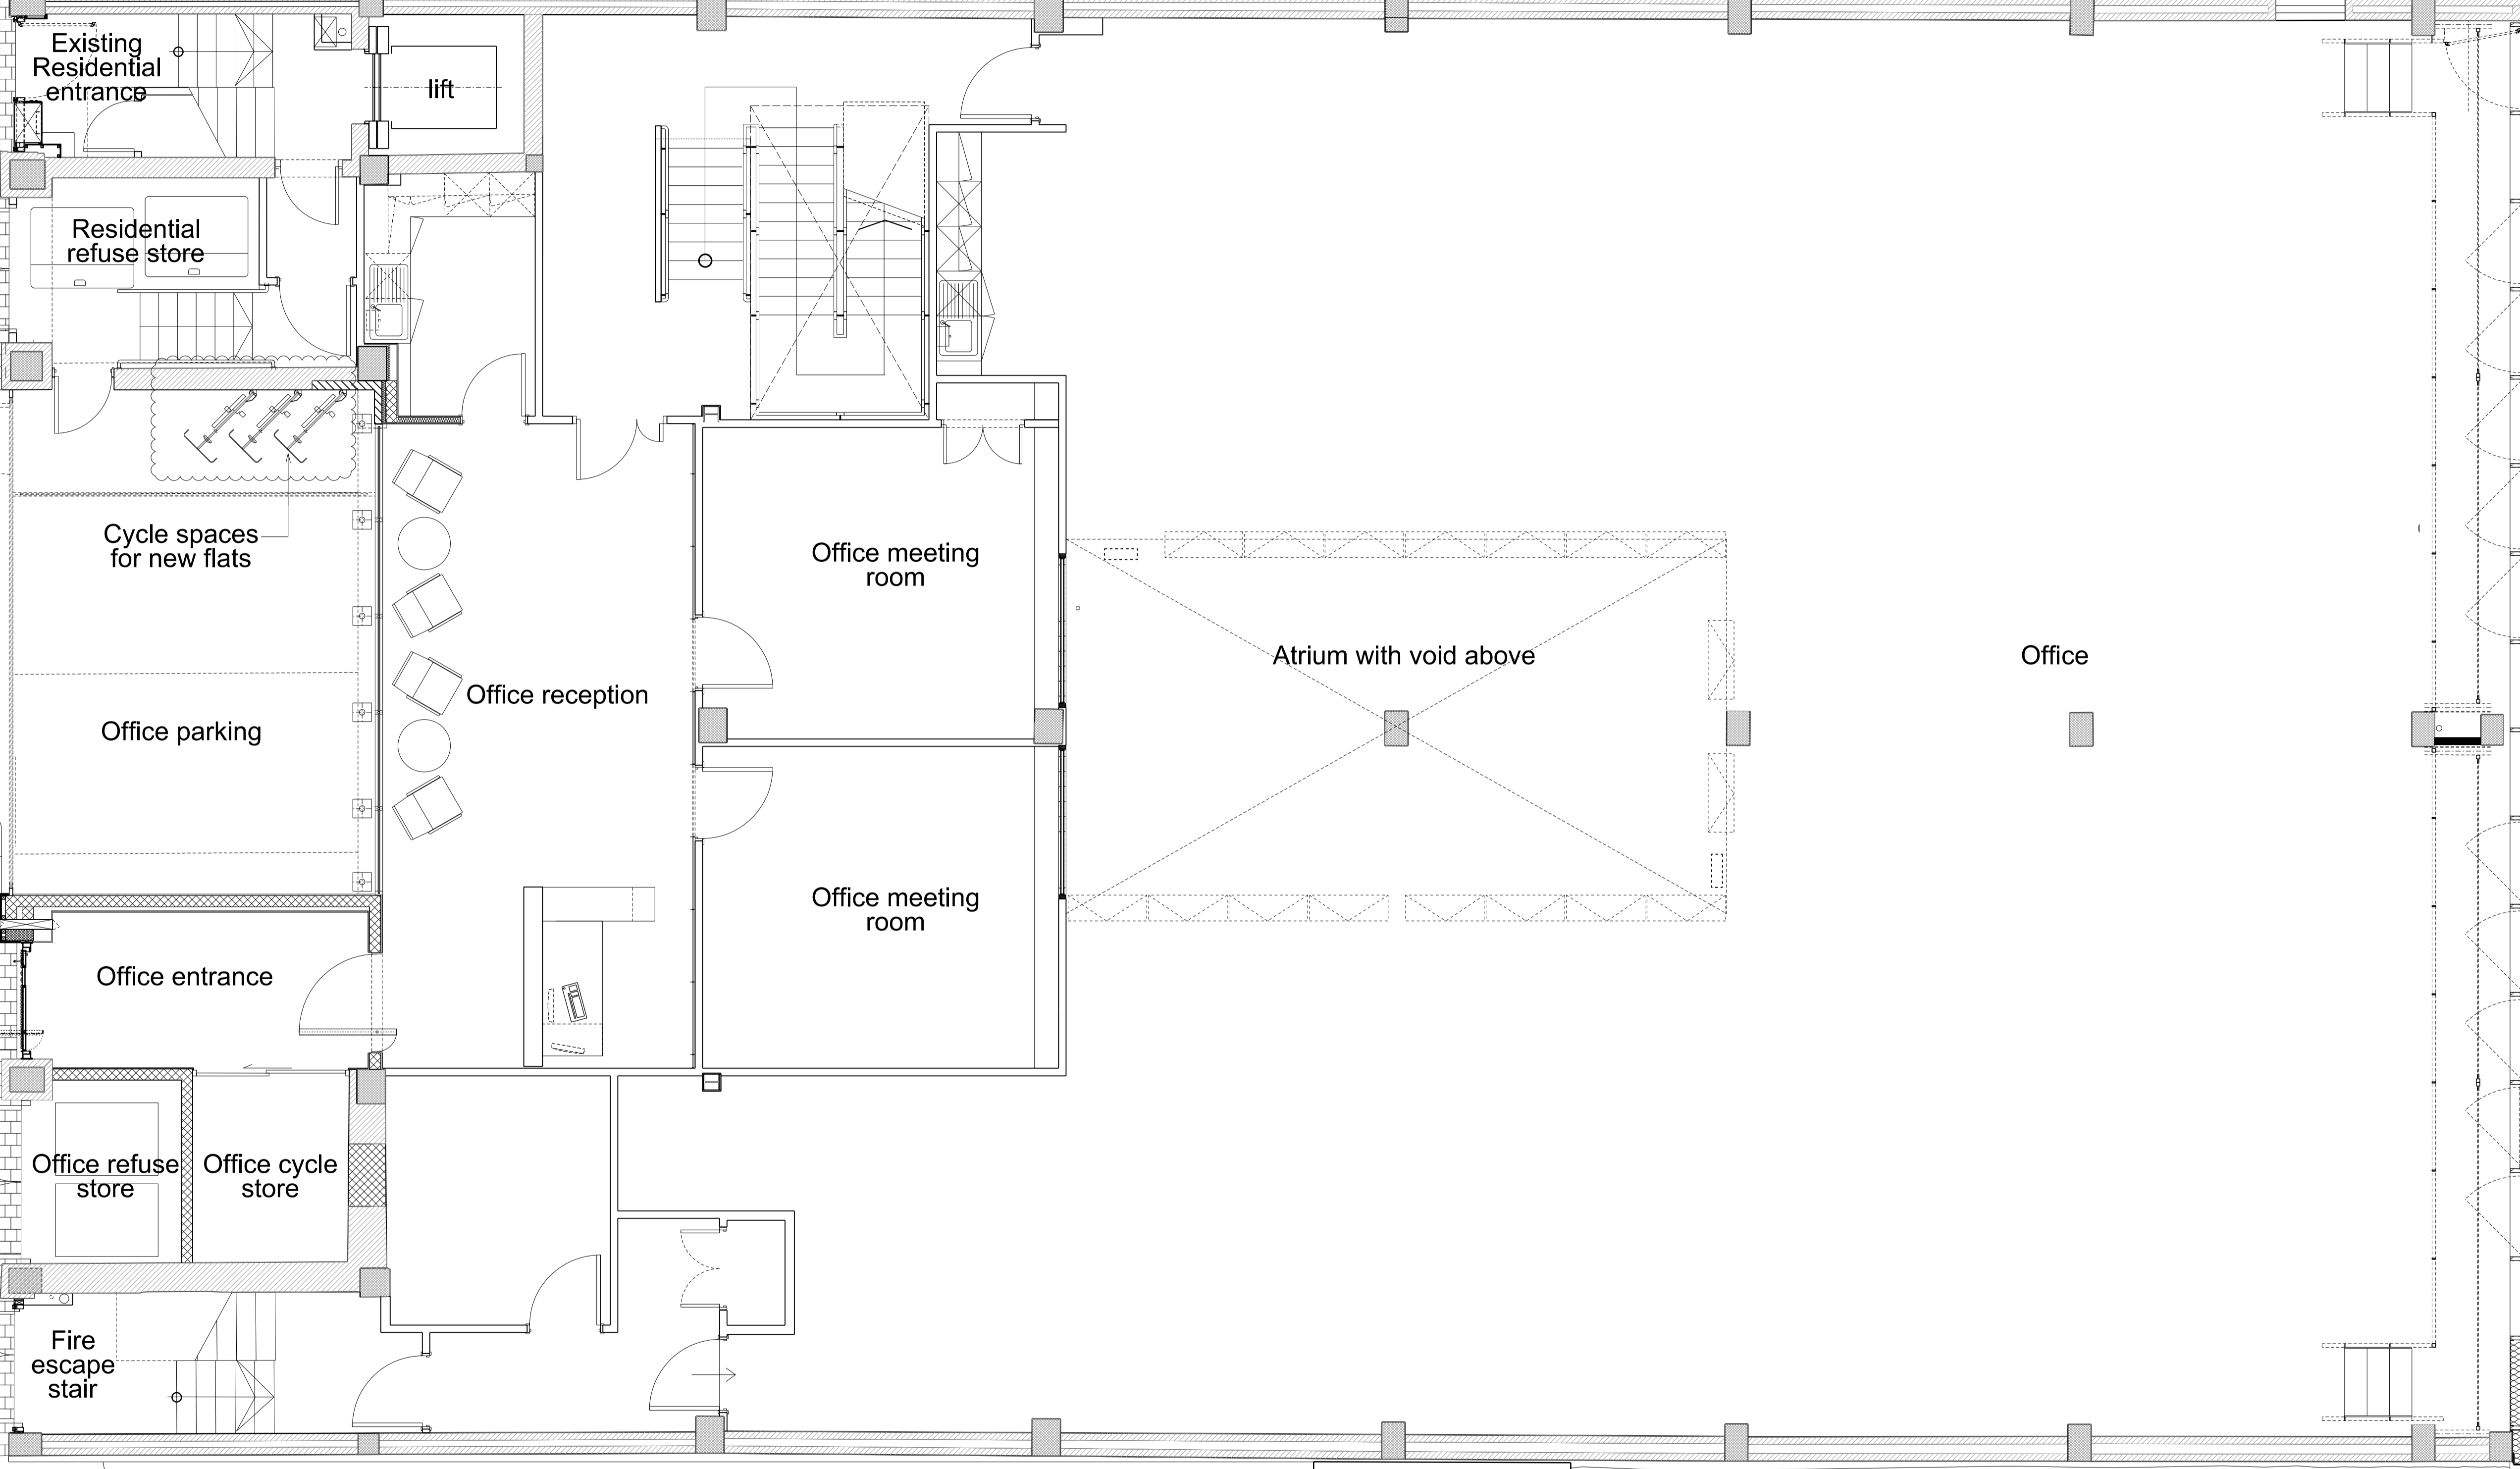 Existing
Residential
entrance
lift
Residential
refuse store
Cycle spaces
for new flats
Office meeting
room
Atrium with void above
Office
Office reception
Office parking
Office meeting
room
Office entrance
Office refuse
store
Office cycle
store
Fire
escape
stair